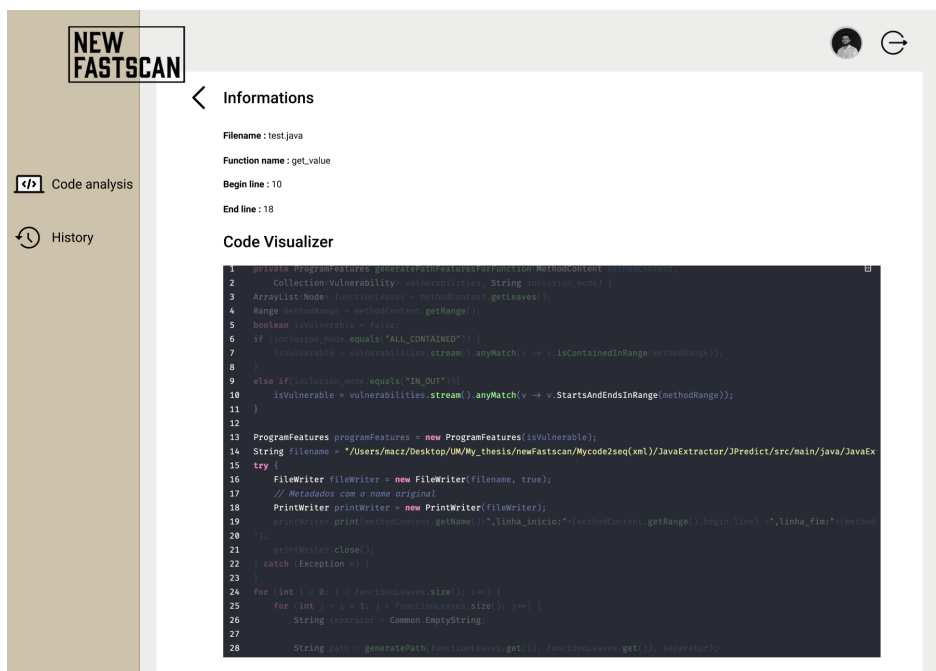 NEW
FASTSCAN
Informations
Filename : test.java
Function name : get_value
Begin line : 10
End line : 18
</> Code analysis
History
Code Visualizer
1 private ProgramFeatures generatePathFeaturesForFunction(MethodContent methodContent,
2 Collection<Vulnerability> vulnerabilities, String inclusion_mode) {
3 ArrayList<Node> functionLeaves = methodContent.getLeaves();
4 Range methodRange = methodContent.getRange();
5 boolean isVulnerable = false;
6 if (inclusion_mode.equals("ALL_CONTAINED")) {
7 isVulnerable = vulnerabilities.stream().anyMatch(v -> v.isContainedInRange(methodRange));
8 }
9 else if(inclusion_mode.equals("IN_OUT")){
10 isVulnerable = vulnerabilities.stream().anyMatch(v -> v.StartsAndEndsInRange(methodRange));
11 }
12
13 ProgramFeatures programFeatures = new ProgramFeatures(isVulnerable);
14 String filename = "/Users/macz/Desktop/UM/My_thesis/newFastscan/Mycode2seq(xml)/JavaExtractor/JPredict/src/main/java/JavaEx
15 try {
16 FileWriter fileWriter = new FileWriter(filename, true);
17 // Metadados com o nome original
18 PrintWriter printWriter = new PrintWriter(fileWriter);
19 printWriter.print(methodContent.getName()+",linha_inicio:"+(methodContent.getRange().begin.line) +",linha_fim:"+(method
20 ");
21 printWriter.close();
22 } catch (Exception e) {
23 }
24 for (int i = 0; i < functionLeaves.size(); i++) {
25 for (int j = i + 1; j < functionLeaves.size(); j++) {
26 String separator = Common.EmptyString;
27
28 String path = generatePath(functionLeaves.get(i), functionLeaves.get(j), separator);